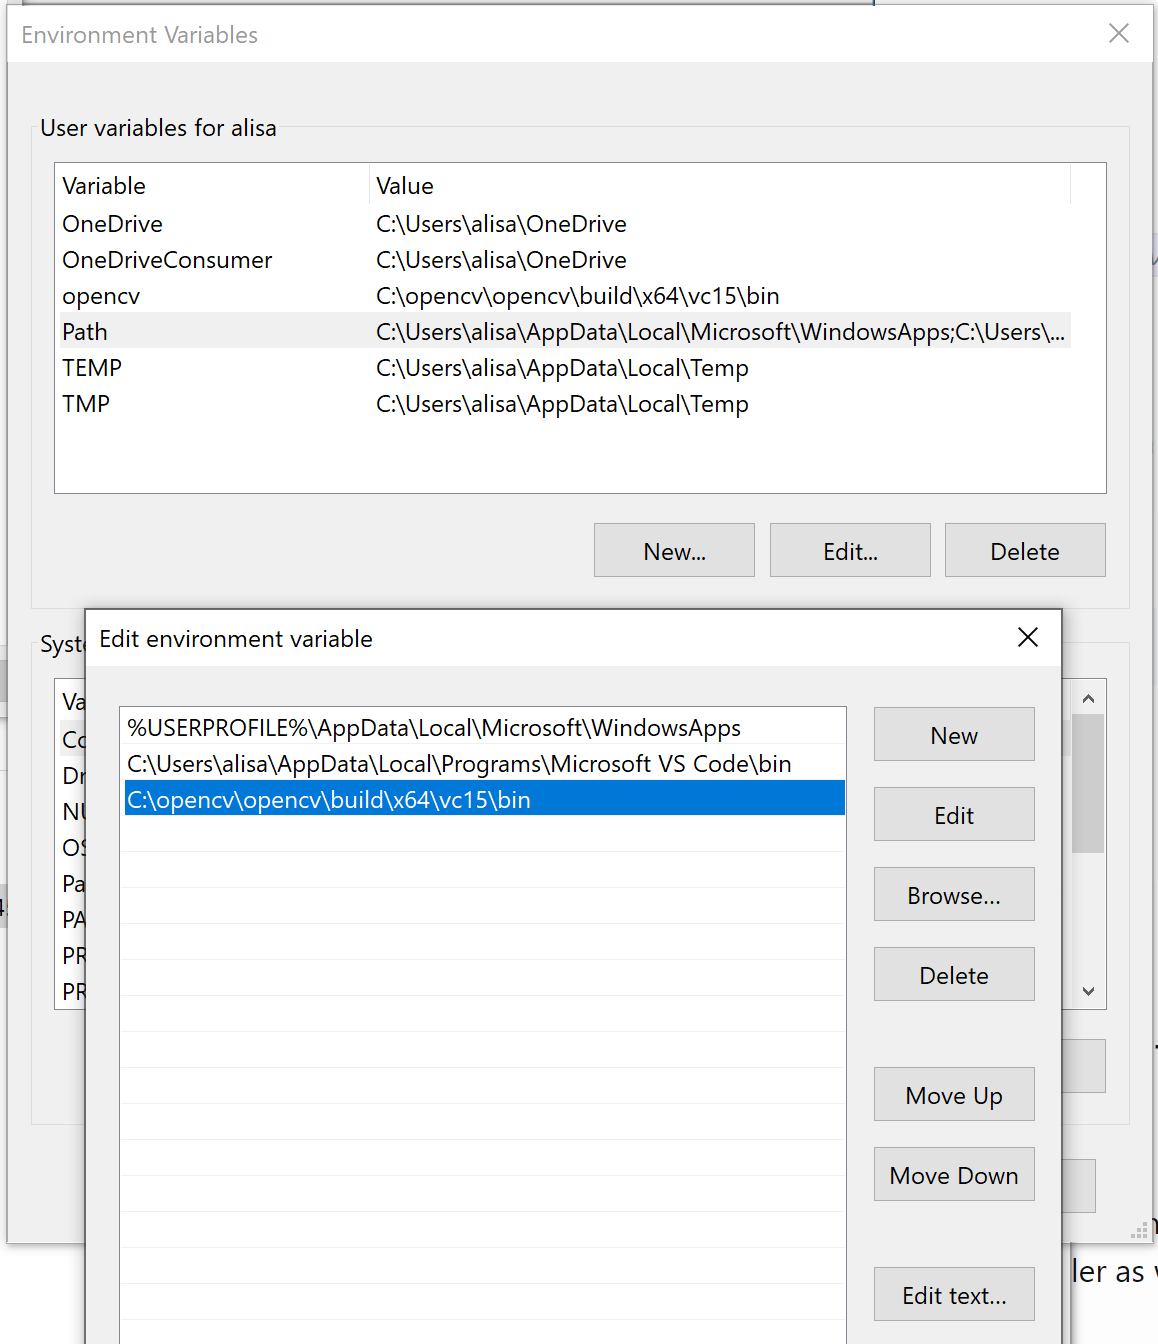 Environment Variables
User variables for alisa
Variable Value
OneDrive C:\Users\alisa\OneDrive
OneDriveConsumer C:\Users\alisa\OneDrive
opencv C:\opencv\opencv\build\x64\vc15\bin
Path C:\Users\alisa\AppData\Local\Microsoft\WindowsApps;C:\Users\...
TEMP C:\Users\alisa\AppData\Local\Temp
TMP C:\Users\alisa\AppData\Local\Temp
New... Edit... Delete
Edit environment variable
%USERPROFILE%\AppData\Local\Microsoft\WindowsApps
C:\Users\alisa\AppData\Local\Programs\Microsoft VS Code\bin
C:\opencv\opencv\build\x64\vc15\bin
New
Edit
Browse...
Delete
Move Up
Move Down
Edit text...
Syst
Va
Co
Dr
OS
Pa
PA
PR
PR
ler as